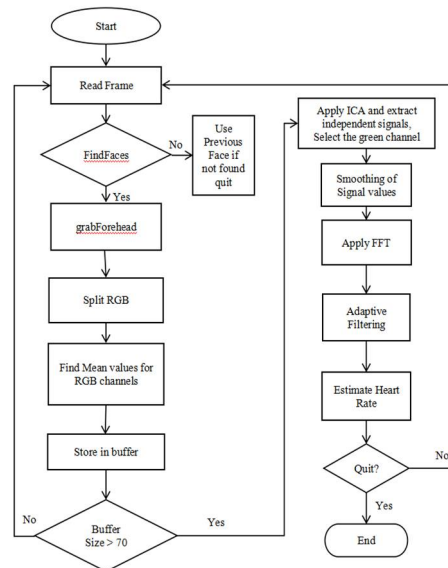 Start
Read Frame
FindFaces
No
Use
Previous
Face if
not found
quit
Yes
grabForehead
Split RGB
Find Mean values for
RGB channels
Store in buffer
Buffer
Size > 70
No
Yes
Apply ICA and extract
independent signals,
Select the green channel
Smoothing of
Signal values
Apply FFT
Adaptive
Filtering
Estimate Heart
Rate
Quit?
No
Yes
End